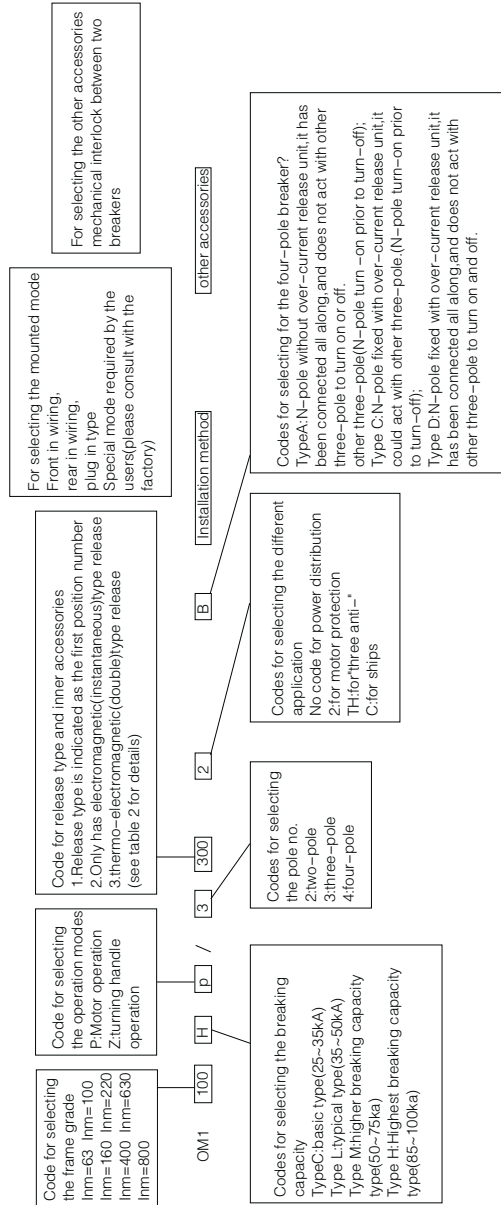 Code for selecting
the frame grade
Inm=63 Inm=100
Inm=160 Inm=220
Inm=400 Inm=630
Inm=800
Code for selecting
the operation modes
P:Motor operation
Z:turning handle
operation
Code for release type and inner accessories
1.Release type is indicated as the first position number
2.Only has electromagnetic(instantaneous)type release
3.thermo-electromagnetic(double)type release
(see table 2 for details)
For selecting the mounted mode
Front in wiring,
rear in wiring,
plug in type
Special mode required by the
users(please consult with the
factory)
For selecting the other accessories
mechanical interlock between two
breakers
OM1 100 H p / 3 300 2 B Installation method other accessories
Codes for selecting the breaking
capacity
TypeC:basic type(25~35kA)
Type L:typical type(35~50kA)
Type M:higher breaking capacity
type(50~75ka)
Type H:Highest breaking capacity
type(85~100ka)
Codes for selecting
the pole no.
2:two-pole
3:three-pole
4:four-pole
Codes for selecting the different
application
No code for power distribution
2:for motor protection
TH:for"three anti-"
C:for ships
Codes for selecting for the four-pole breaker?
TypeA:N-pole without over-current release unit,it has
been connected all along,and does not act with other
three-pole to turn on or off.
other three-pole(N-pole turn -on prior to turn-off);
Type C:N-pole fixed with over-current release unit,it
could act with other three-pole.(N-pole turn-on prior
to turn-off);
Type D:N-pole fixed with over-current release unit,it
has been connected all along,and does not act with
other three-pole to turn on and off.